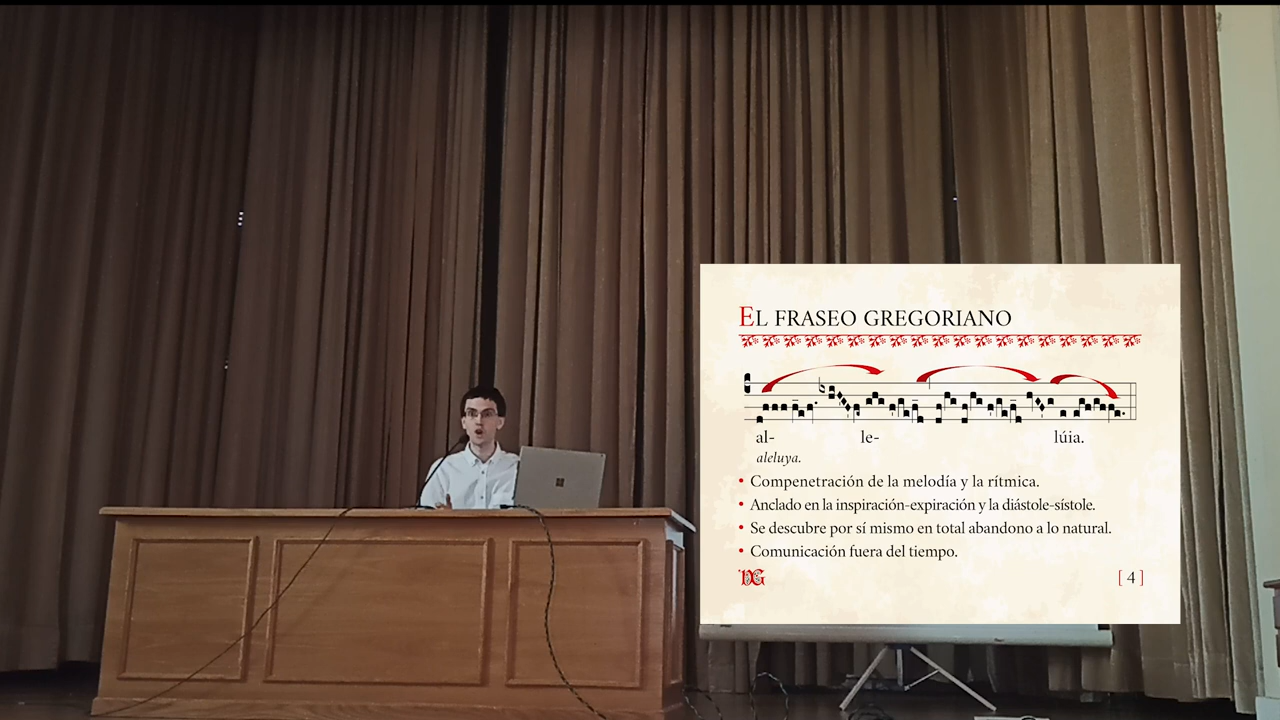 EL FRASEO GREGORIANO
al- le- lúia.
aleluya.
• Compenetración de la melodía y la rítmica.
• Anclado en la inspiración-expiración y la diástole-sístole.
• Se descubre por sí mismo en total abandono a lo natural.
• Comunicación fuera del tiempo.
[ 4 ]